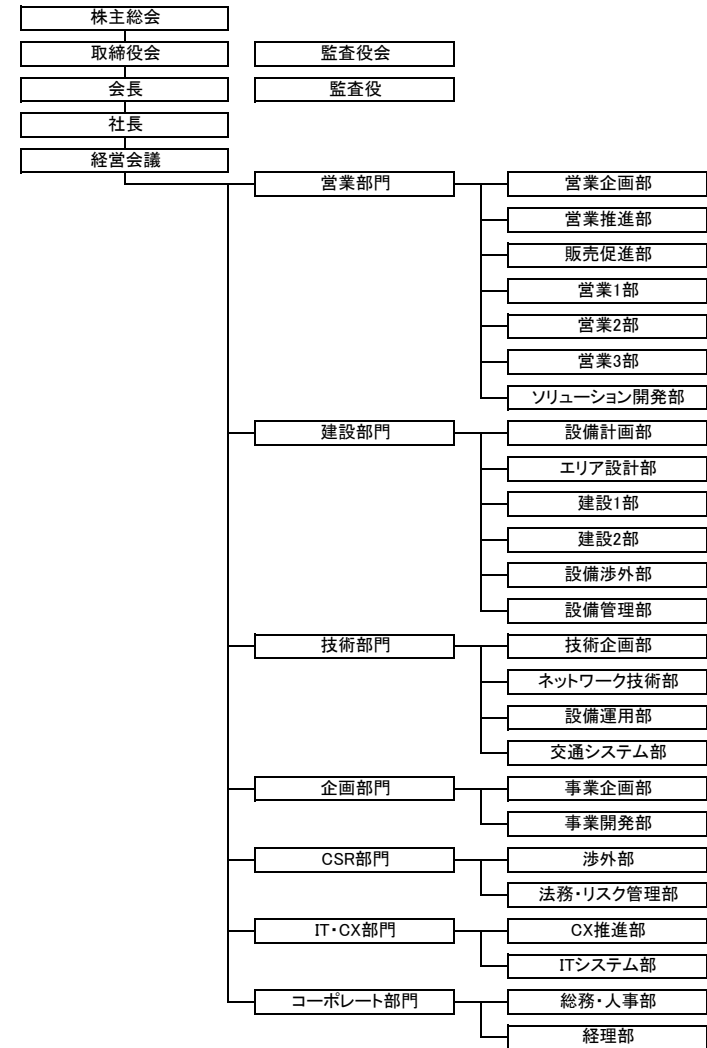 株主総会
取締役会
監査役会
会長
監査役
社長
経営会議
営業部門
営業企画部
営業推進部
販売促進部
営業1部
営業2部
営業3部
ソリューション開発部
建設部門
設備計画部
エリア設計部
建設1部
建設2部
設備渉外部
設備管理部
技術部門
技術企画部
ネットワーク技術部
設備運用部
交通システム部
企画部門
事業企画部
事業開発部
CSR部門
渉外部
法務・リスク管理部
IT・CX部門
CX推進部
ITシステム部
コーポレート部門
総務・人事部
経理部